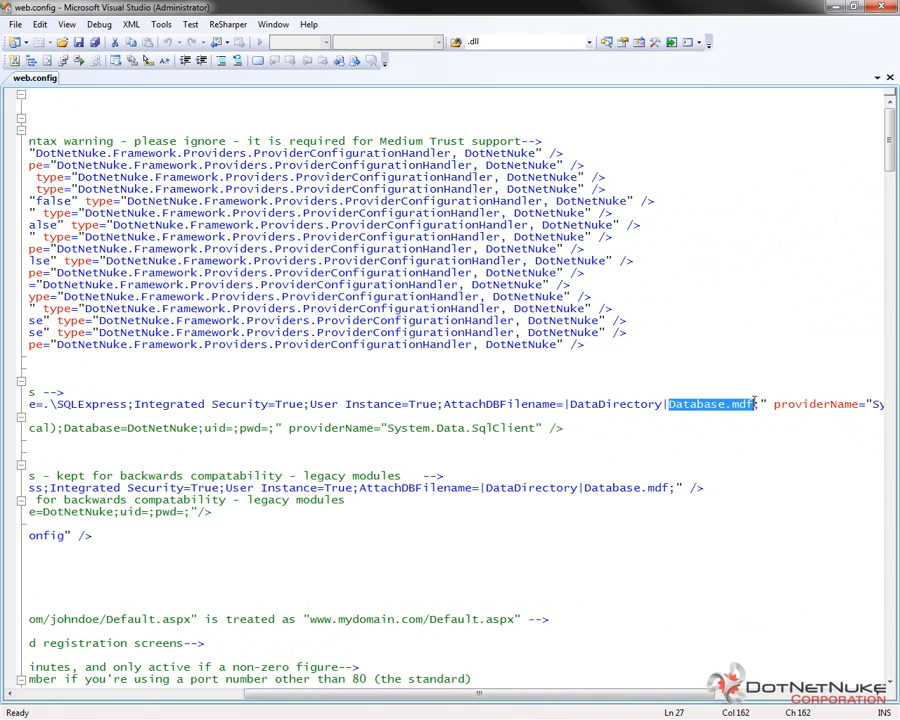 web.config - Microsoft Visual Studio (Administrator)
File Edit View Debug XML Tools Test ReSharper Window Help
.dll
web.config
ntax warning - please ignore - it is required for Medium Trust support-->
"DotNetNuke.Framework.Providers.ProviderConfigurationHandler, DotNetNuke" />
pe="DotNetNuke.Framework.Providers.ProviderConfigurationHandler, DotNetNuke" />
type="DotNetNuke.Framework.Providers.ProviderConfigurationHandler, DotNetNuke" />
type="DotNetNuke.Framework.Providers.ProviderConfigurationHandler, DotNetNuke" />
"false" type="DotNetNuke.Framework.Providers.ProviderConfigurationHandler, DotNetNuke" />
" type="DotNetNuke.Framework.Providers.ProviderConfigurationHandler, DotNetNuke" />
alse" type="DotNetNuke.Framework.Providers.ProviderConfigurationHandler, DotNetNuke" />
" type="DotNetNuke.Framework.Providers.ProviderConfigurationHandler, DotNetNuke" />
pe="DotNetNuke.Framework.Providers.ProviderConfigurationHandler, DotNetNuke" />
lse" type="DotNetNuke.Framework.Providers.ProviderConfigurationHandler, DotNetNuke" />
pe="DotNetNuke.Framework.Providers.ProviderConfigurationHandler, DotNetNuke" />
="DotNetNuke.Framework.Providers.ProviderConfigurationHandler, DotNetNuke" />
ype="DotNetNuke.Framework.Providers.ProviderConfigurationHandler, DotNetNuke" />
" type="DotNetNuke.Framework.Providers.ProviderConfigurationHandler, DotNetNuke" />
se" type="DotNetNuke.Framework.Providers.ProviderConfigurationHandler, DotNetNuke" />
se" type="DotNetNuke.Framework.Providers.ProviderConfigurationHandler, DotNetNuke" />
pe="DotNetNuke.Framework.Providers.ProviderConfigurationHandler, DotNetNuke" />
s -->
e=.\SQLExpress;Integrated Security=True;User Instance=True;AttachDBFilename=|DataDirectory|Database.mdf;" providerName="Sy
cal);Database=DotNetNuke;uid=;pwd=;" providerName="System.Data.SqlClient" />
s - kept for backwards compatability - legacy modules -->
ss;Integrated Security=True;User Instance=True;AttachDBFilename=|DataDirectory|Database.mdf;" />
for backwards compatability - legacy modules
e=DotNetNuke;uid=;pwd=;"/>
onfig" />
om/johndoe/Default.aspx" is treated as "www.mydomain.com/Default.aspx" -->
d registration screens-->
inutes, and only active if a non-zero figure-->
mber if you're using a port number other than 80 (the standard)
DOTNETNUKE
CORPORATION
Ready Ln 27 Col 162 Ch 162 INS